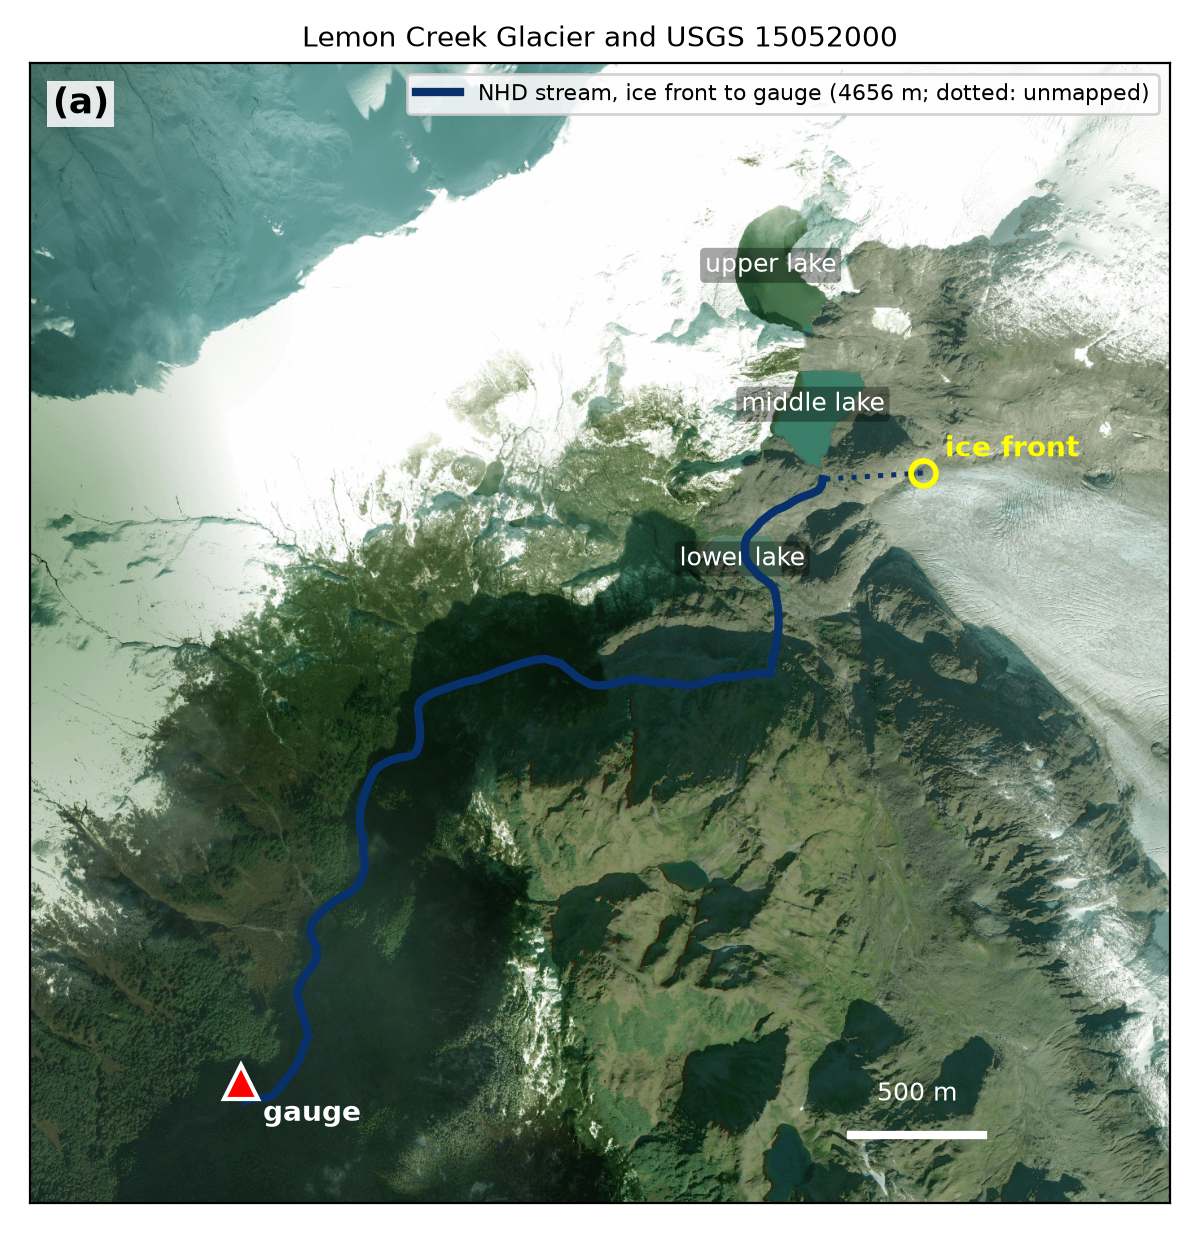 Lemon Creek Glacier and USGS 15052000
(a)
NHD stream, ice front to gauge (4656 m; dotted: unmapped)
upper lake
middle lake
ice front
lower lake
500 m
gauge